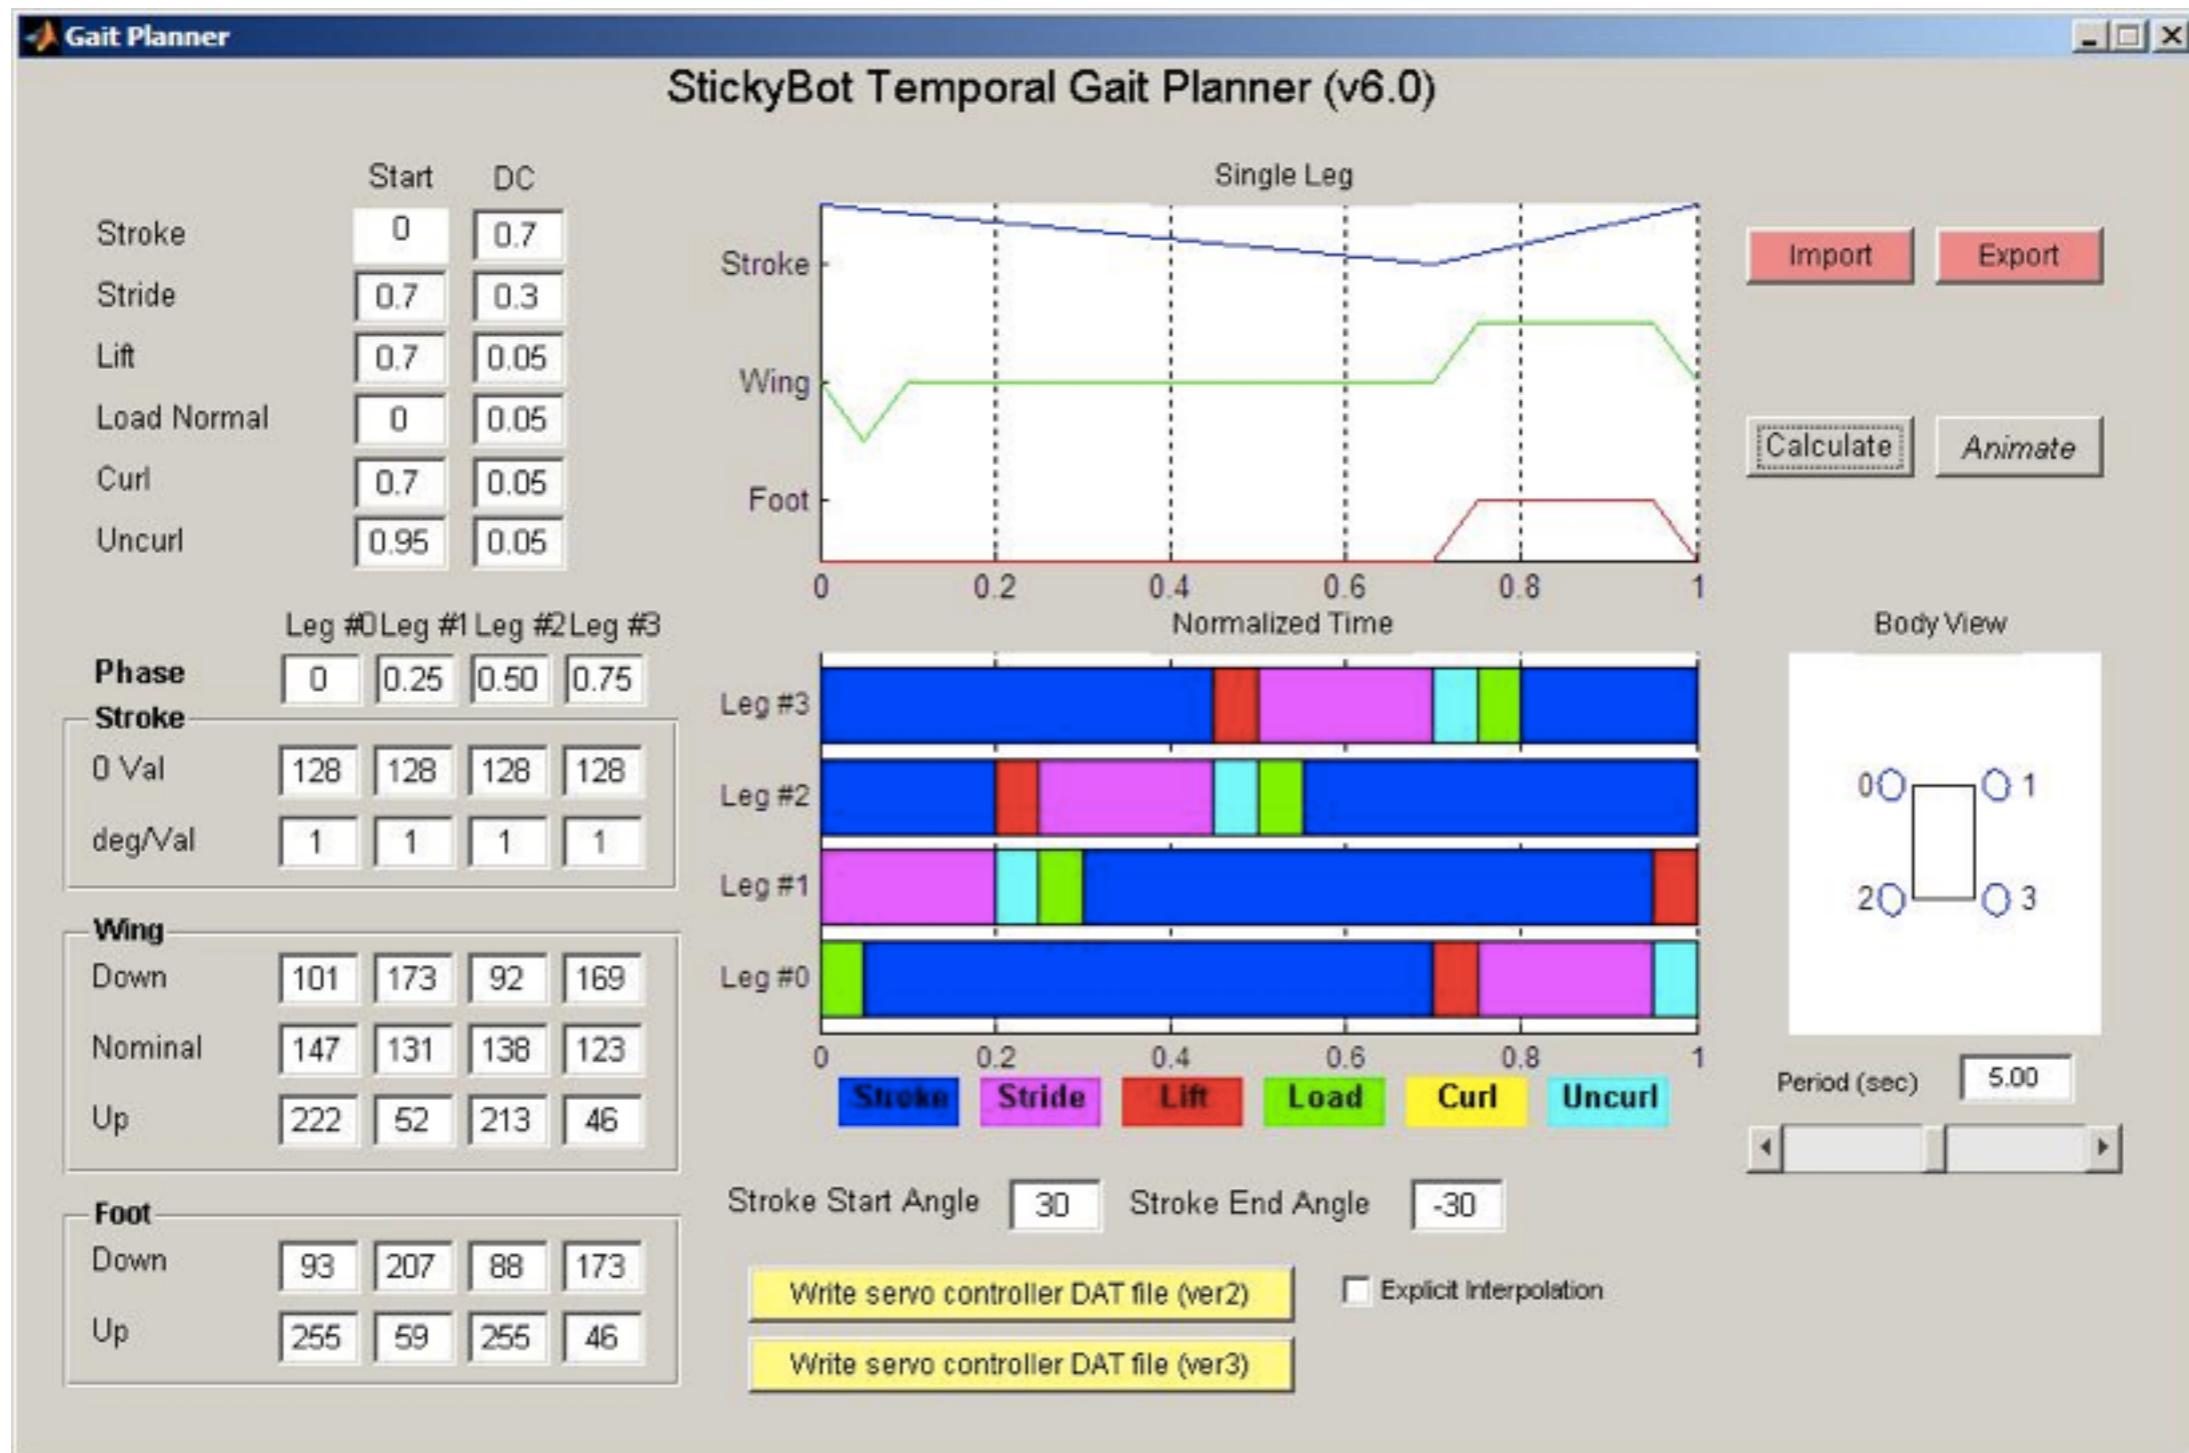 Gait Planner
StickyBot Temporal Gait Planner (v6.0)
Start DC
Stroke 0 0.7
Stride 0.7 0.3
Lift 0.7 0.05
Load Normal 0 0.05
Curl 0.7 0.05
Uncurl 0.95 0.05
Leg #0 Leg #1 Leg #2 Leg #3
Phase 0 0.25 0.50 0.75
Stroke
0 Val 128 128 128 128
deg/Val 1 1 1 1
Wing
Down 101 173 92 169
Nominal 147 131 138 123
Up 222 52 213 46
Foot
Down 93 207 88 173
Up 255 59 255 46
Single Leg
Stroke
Wing
Foot
0 0.2 0.4 0.6 0.8 1
Normalized Time
Leg #3
Leg #2
Leg #1
Leg #0
0 0.2 0.4 0.6 0.8 1
Stroke Stride Lift Load Curl Uncurl
Stroke Start Angle 30 Stroke End Angle -30
Write servo controller DAT file (ver2)
Explicit Interpolation
Write servo controller DAT file (ver3)
Import Export
Calculate Animate
Body View
0 1
2 3
Period (sec) 5.00